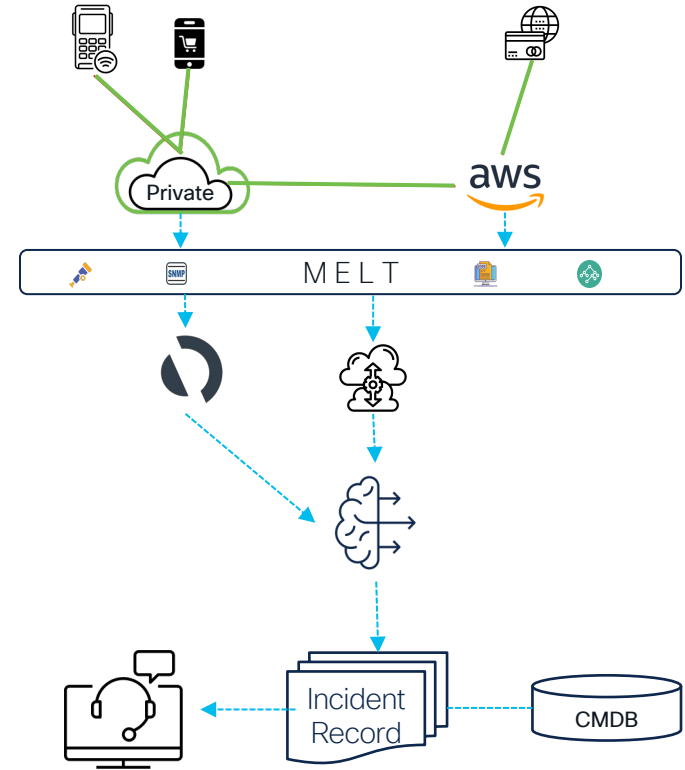 Private
aws
SNMP
MELT
Incident
Record
CMDB